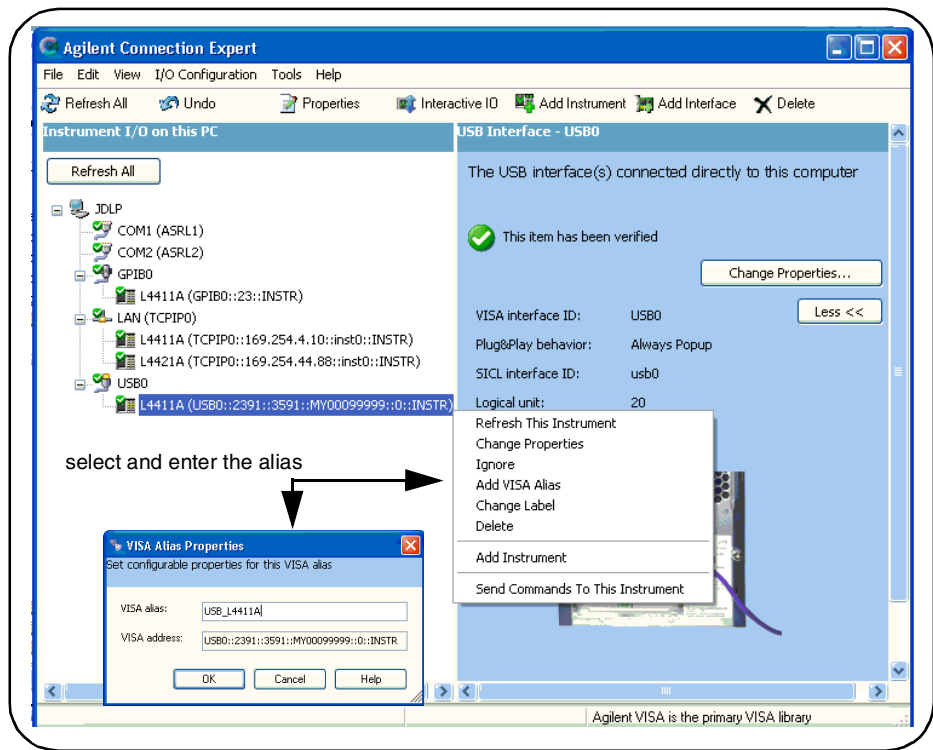 Agilent Connection Expert
File Edit View I/O Configuration Tools Help
Refresh All Undo Properties Interactive IO Add Instrument Add Interface Delete
Instrument I/O on this PC
USB Interface - USB0
Refresh All
The USB interface(s) connected directly to this computer
JDLP
COM1 (ASRL1)
COM2 (ASRL2)
GPIB0
L4411A (GPIB0::23::INSTR)
LAN (TCPIP0)
L4411A (TCPIP0::169.254.4.10::inst0::INSTR)
L4421A (TCPIP0::169.254.44.88::inst0::INSTR)
USB0
L4411A (USB0::2391::3591::MY00099999::0::INSTR)
This item has been verified
Change Properties...
Less <<
VISA interface ID: USB0
Plug&Play behavior: Always Popup
SICL interface ID: usb0
Logical unit: 20
Refresh This Instrument
Change Properties
Ignore
Add VISA Alias
Change Label
Delete
Add Instrument
Send Commands To This Instrument
select and enter the alias
VISA Alias Properties
Set configurable properties for this VISA alias
VISA alias: USB_L4411A
VISA address: USB0::2391::3591::MY00099999::0::INSTR
OK Cancel Help
Agilent VISA is the primary VISA library